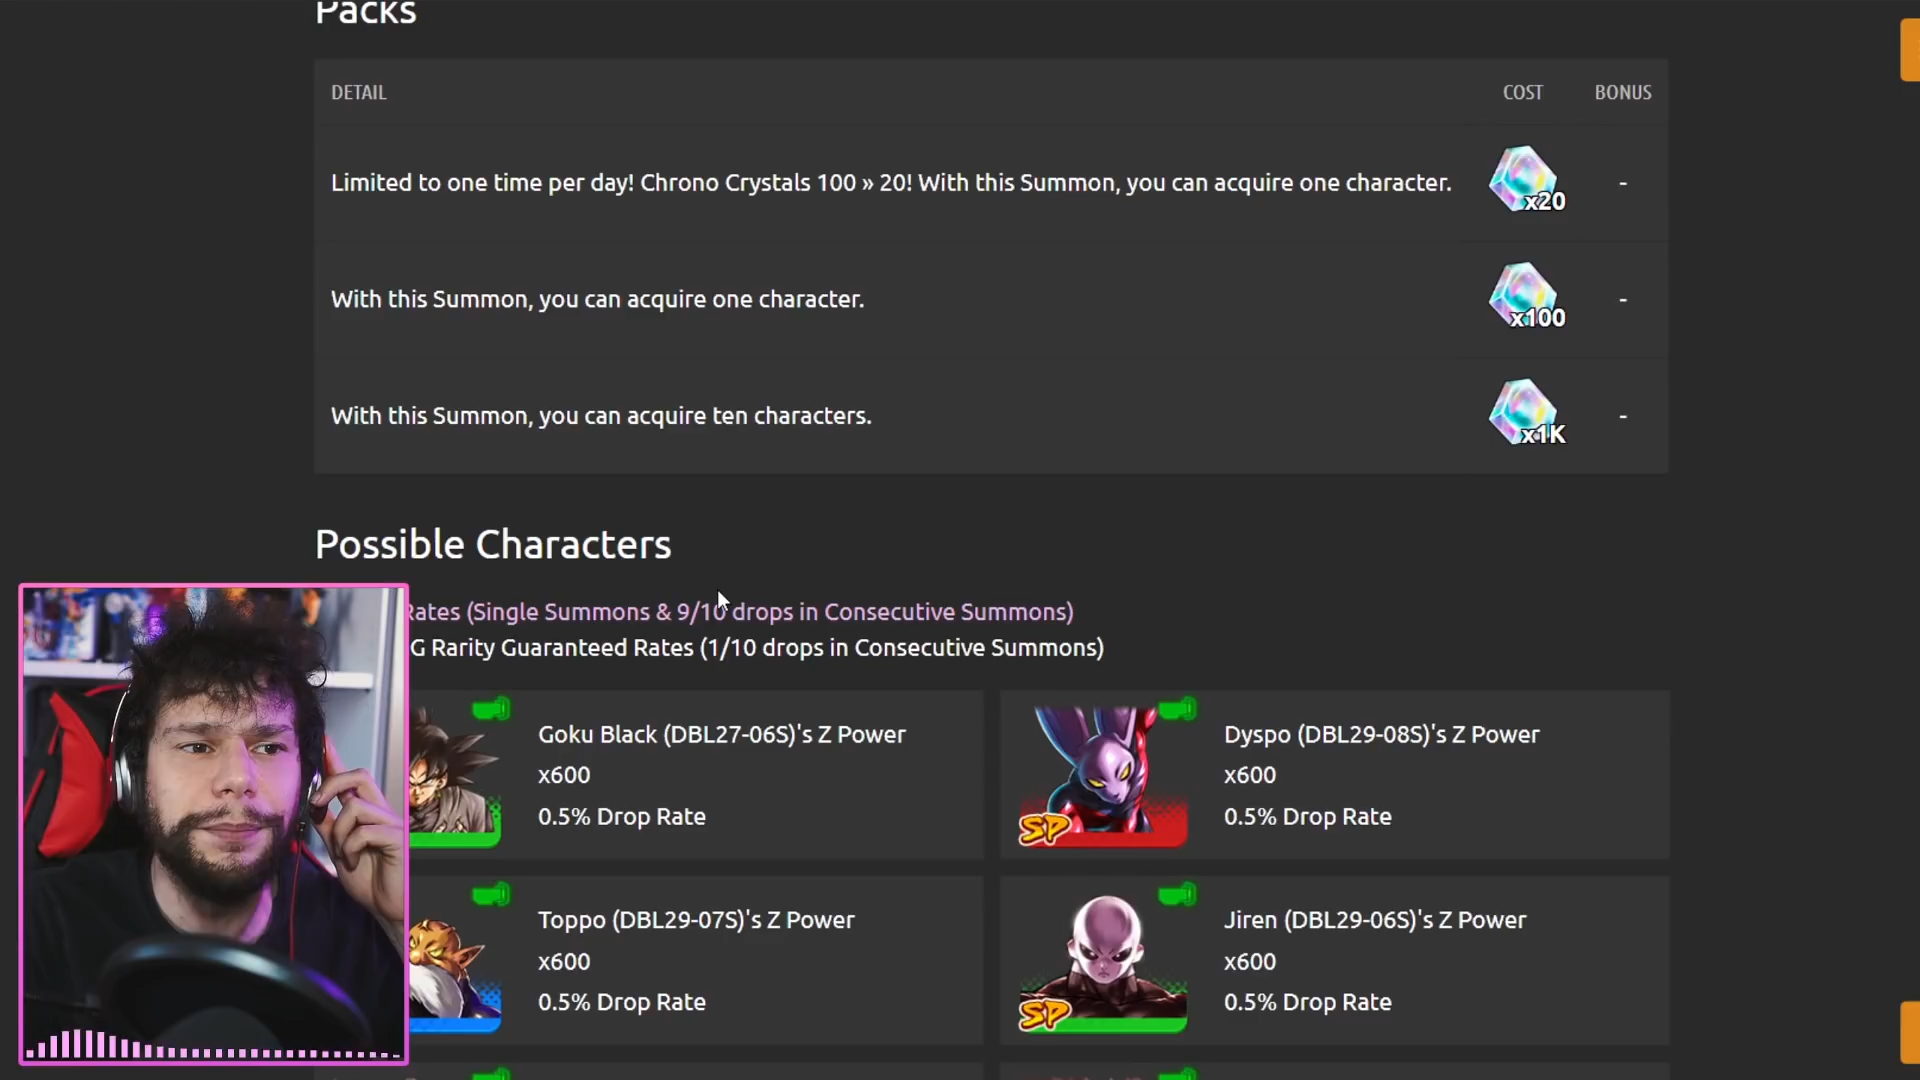 Packs
DETAIL COST BONUS
Limited to one time per day! Chrono Crystals 100 » 20! With this Summon, you can acquire one character. x20 -
With this Summon, you can acquire one character. x100 -
With this Summon, you can acquire ten characters. x1K -
Possible Characters
Rates (Single Summons & 9/10 drops in Consecutive Summons)
G Rarity Guaranteed Rates (1/10 drops in Consecutive Summons)
Goku Black (DBL27-06S)'s Z Power
x600
0.5% Drop Rate
SP
Dyspo (DBL29-08S)'s Z Power
x600
0.5% Drop Rate
Toppo (DBL29-07S)'s Z Power
x600
0.5% Drop Rate
SP
Jiren (DBL29-06S)'s Z Power
x600
0.5% Drop Rate